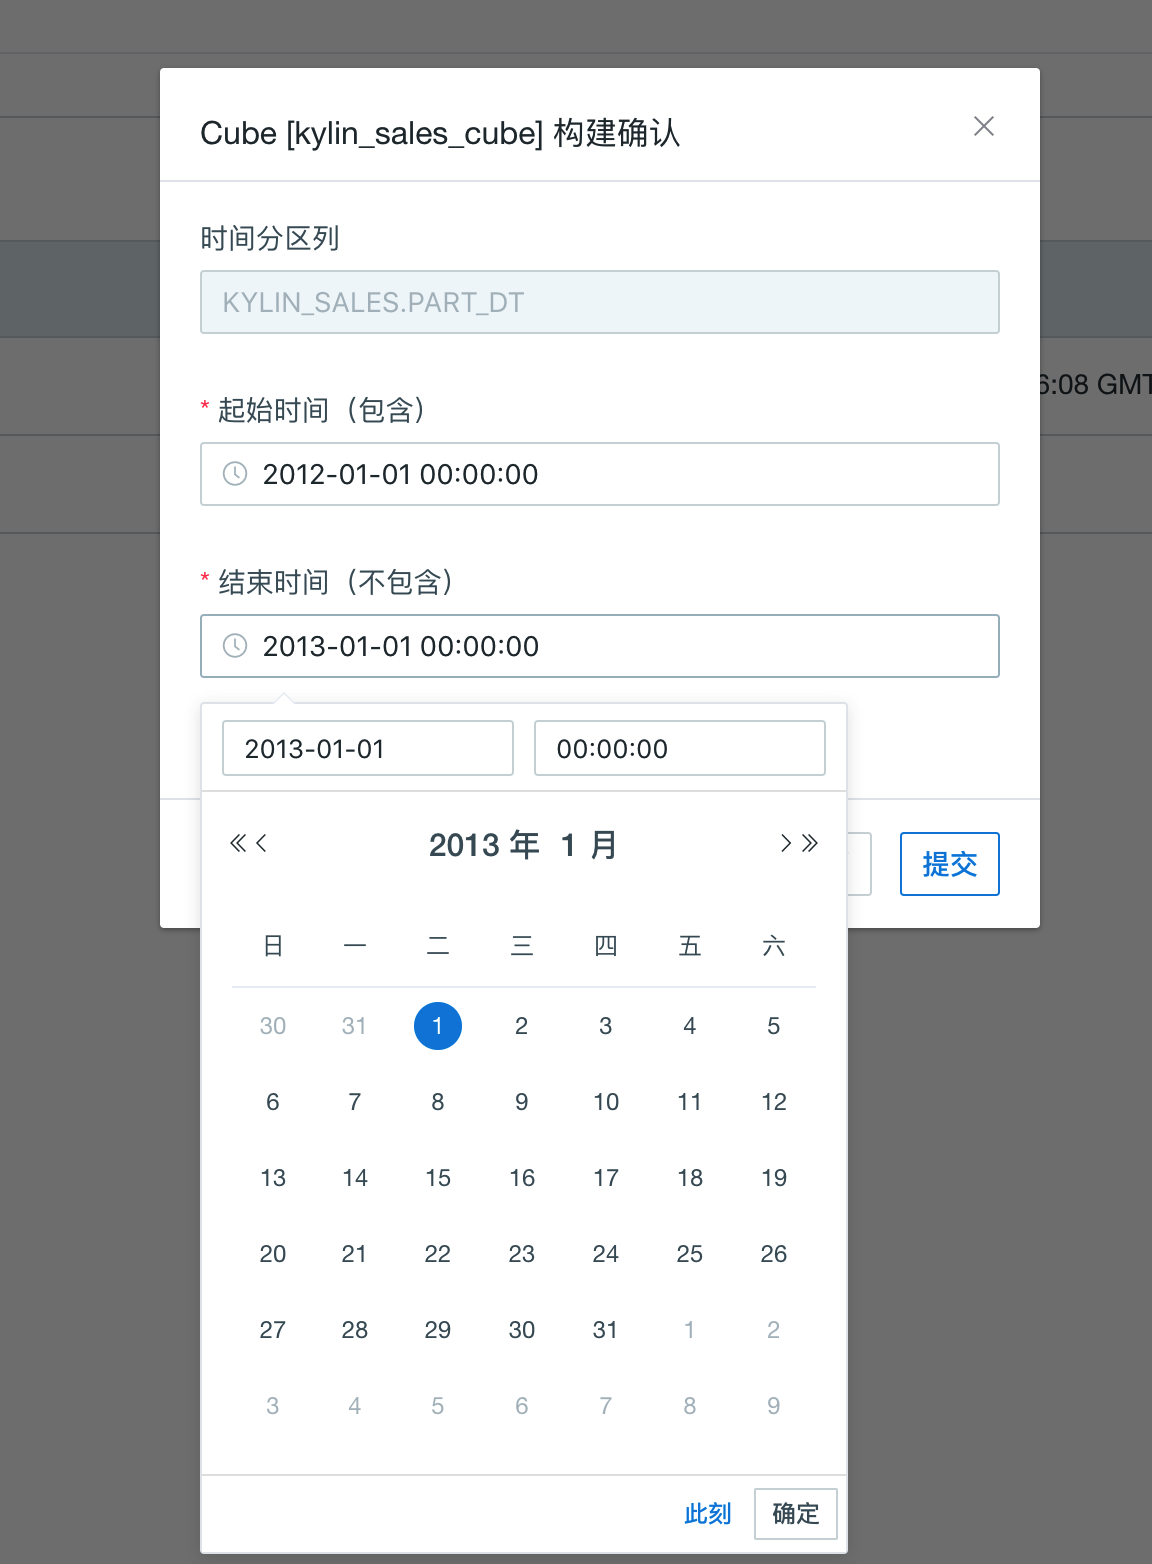 Cube [kylin_sales_cube] 构建确认
时间分区列
KYLIN_SALES.PART_DT
6:08 GMT
* 起始时间（包含）
2012-01-01 00:00:00
* 结束时间（不包含）
2013-01-01 00:00:00
2013-01-01 00:00:00
2013 年 1 月
提交
日 一 二 三 四 五 六
30 31 1 2 3 4 5
6 7 8 9 10 11 12
13 14 15 16 17 18 19
20 21 22 23 24 25 26
27 28 29 30 31 1 2
3 4 5 6 7 8 9
此刻 确定